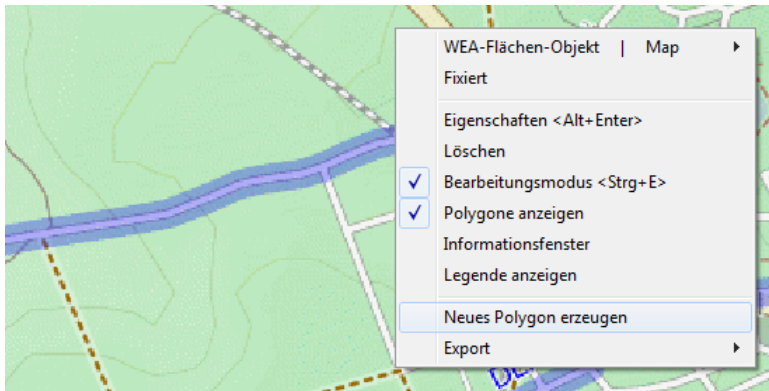 WEA-Flächen-Objekt | Map
Fixiert
Eigenschaften <Alt+Enter>
Löschen
Bearbeitungsmodus <Strg+E>
Polygone anzeigen
Informationsfenster
Legende anzeigen
Neues Polygon erzeugen
Export